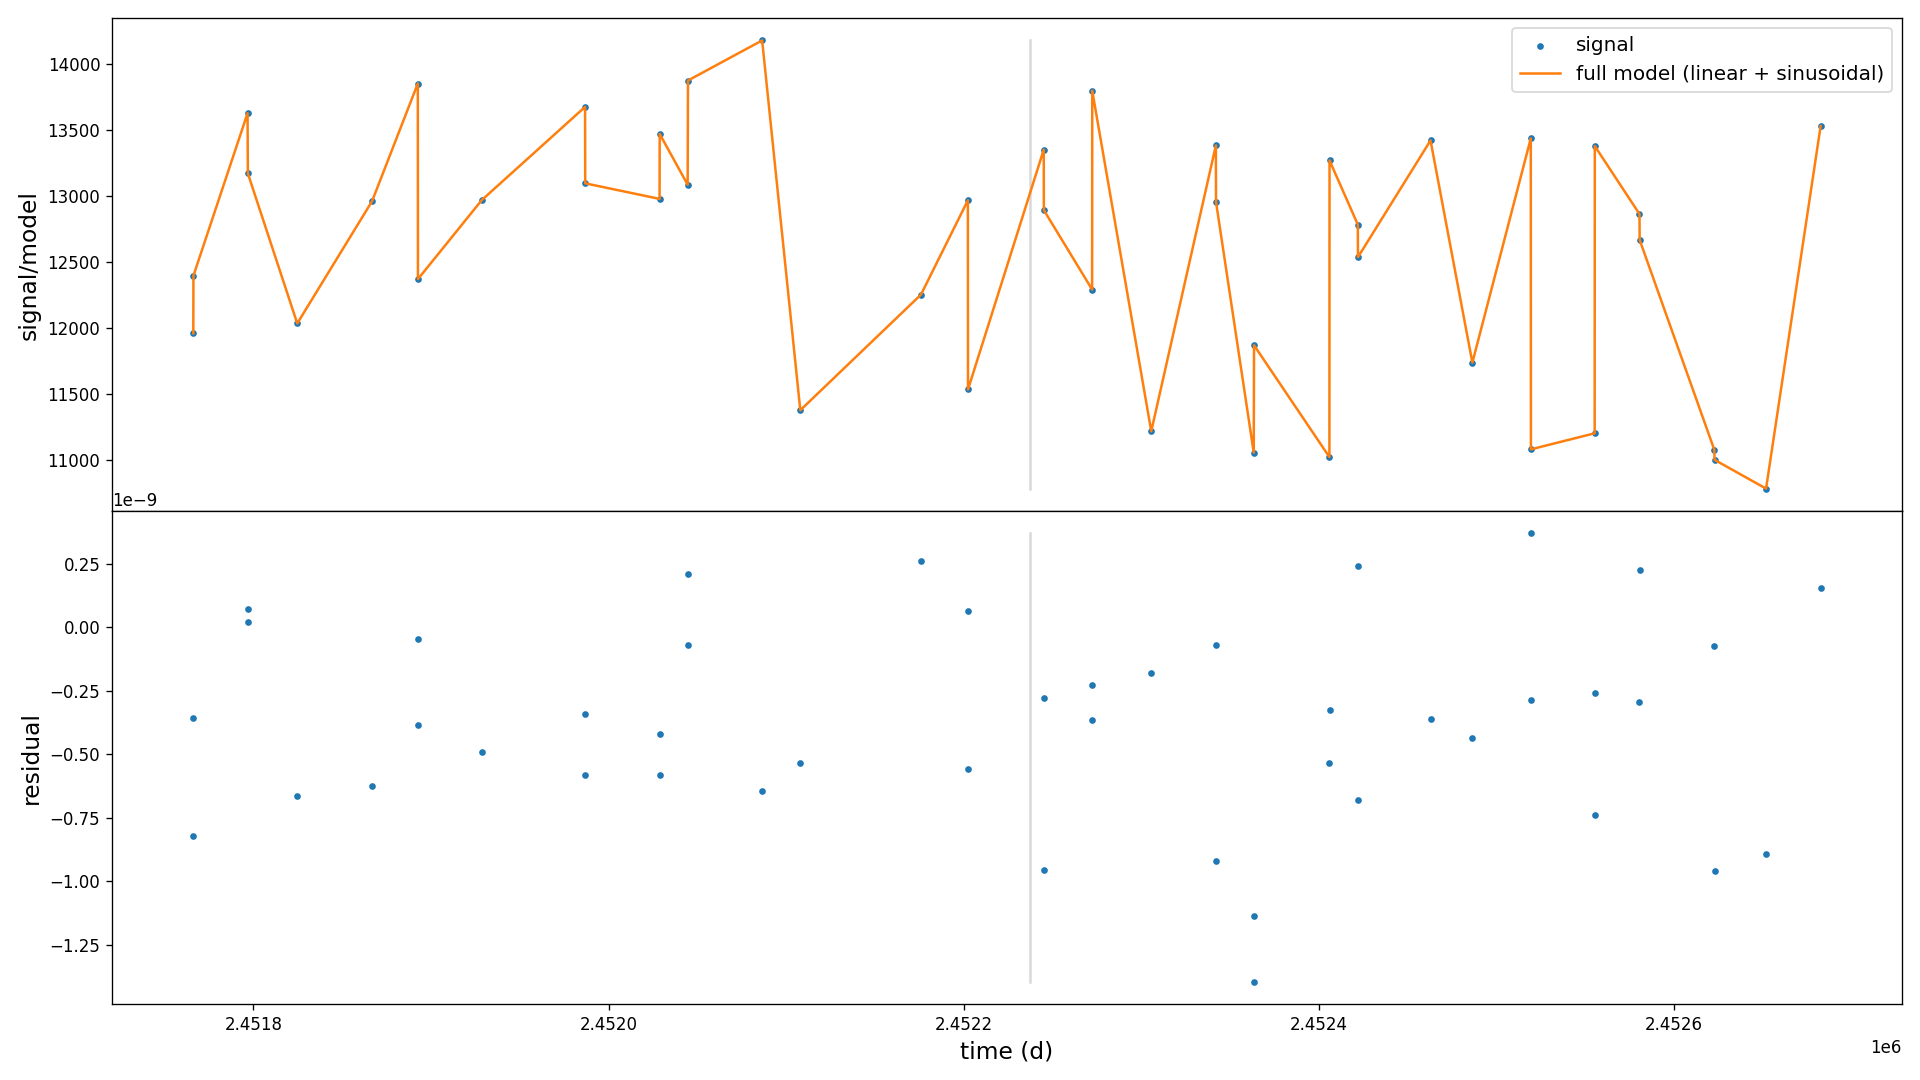 signal
full model (linear + sinusoidal)
14000
13500
13000
12500
12000
11500
11000
signal/model
1e−9
0.25
0.00
−0.25
−0.50
−0.75
−1.00
−1.25
residual
2.4518
2.4520
2.4522
2.4524
2.4526
1e6
time (d)